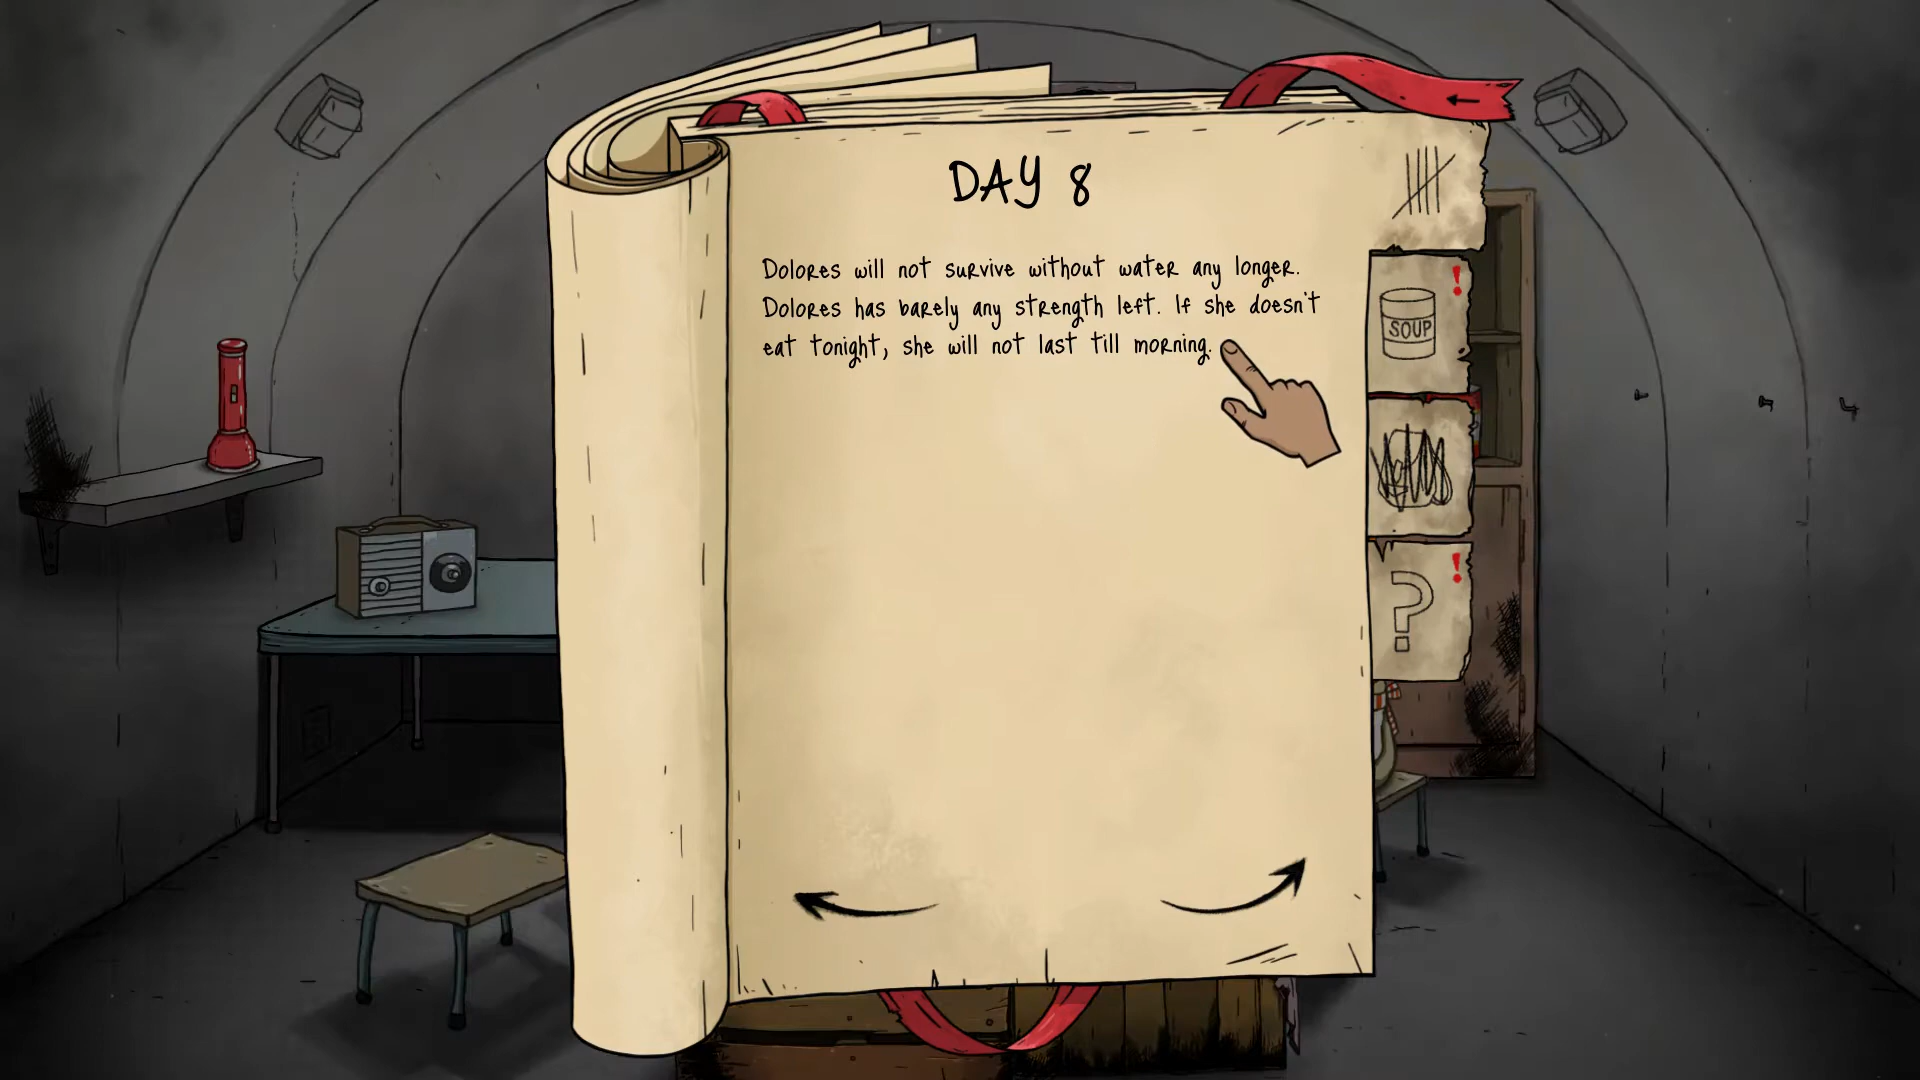 DAY 8
Dolores will not survive without water any longer.
Dolores has barely any strength left. If she doesn't
eat tonight, she will not last till morning.
!
SOUP
!
?